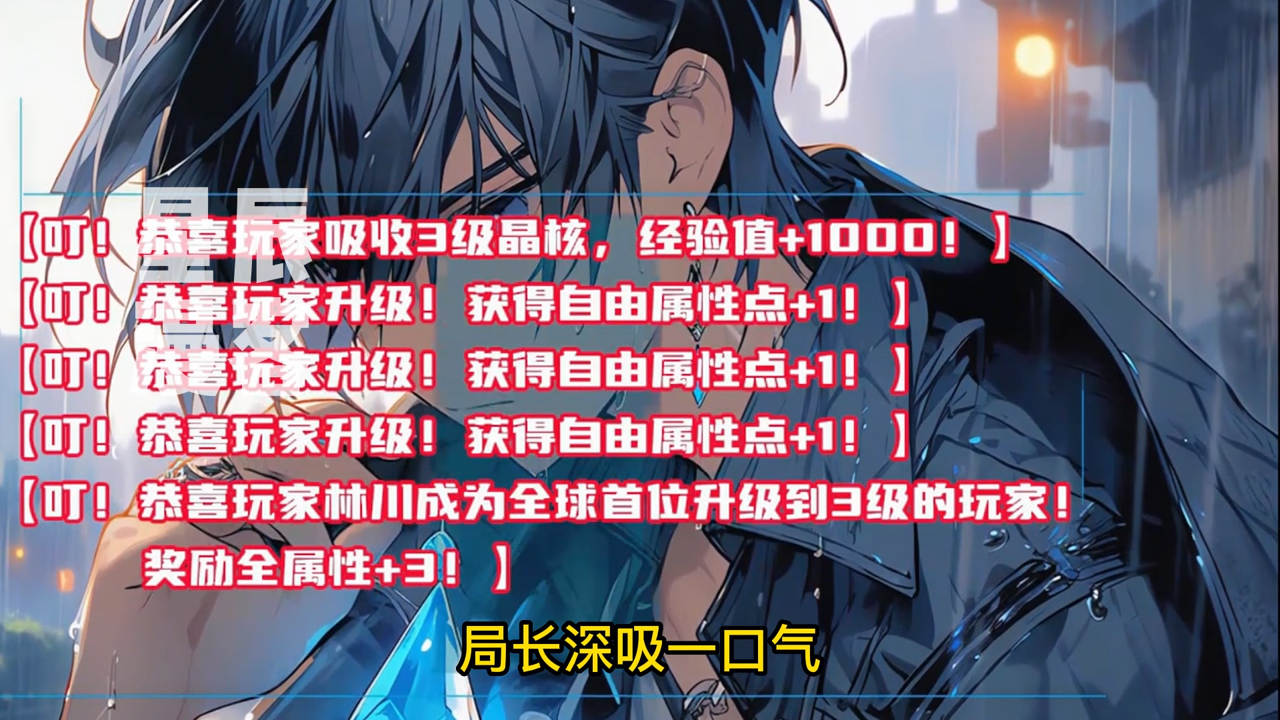 星辰
【叮！恭喜玩家吸收3级晶核，经验值+1000！】
【叮！恭喜玩家升级！获得自由属性点+1！】
【叮！恭喜玩家升级！获得自由属性点+1！】
【叮！恭喜玩家升级！获得自由属性点+1！】
【叮！恭喜玩家林川成为全球首位升级到3级的玩家！
奖励全属性+3！】
局长深吸一口气